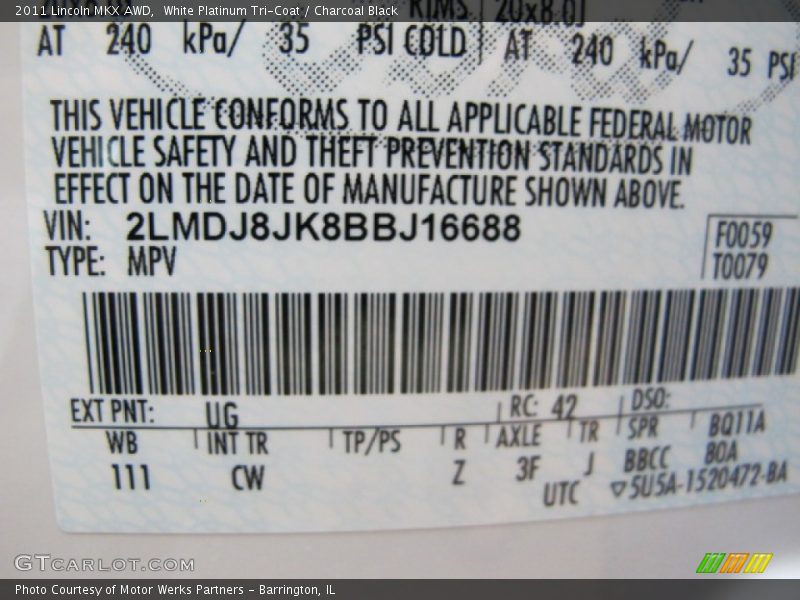 2011 Lincoln MKX AWD, White Platinum Tri-Coat / Charcoal Black
RIMS 20x8.0J
AT 240 kPa/ 35 PSI COLD AT 240 kPa/ 35 PSI
THIS VEHICLE CONFORMS TO ALL APPLICABLE FEDERAL MOTOR
VEHICLE SAFETY AND THEFT PREVENTION STANDARDS IN
EFFECT ON THE DATE OF MANUFACTURE SHOWN ABOVE.
VIN: 2LMDJ8JK8BBJ16688 F0059
TYPE: MPV T0079
EXT PNT: UG RC: 42 DSO:
WB INT TR TP/PS R AXLE TR SPR BQ11A
111 CW Z 3F J BBCC 80A
UTC ▽5U5A-1520472-BA
GTCARLOT.COM
Photo Courtesy of Motor Werks Partners - Barrington, IL